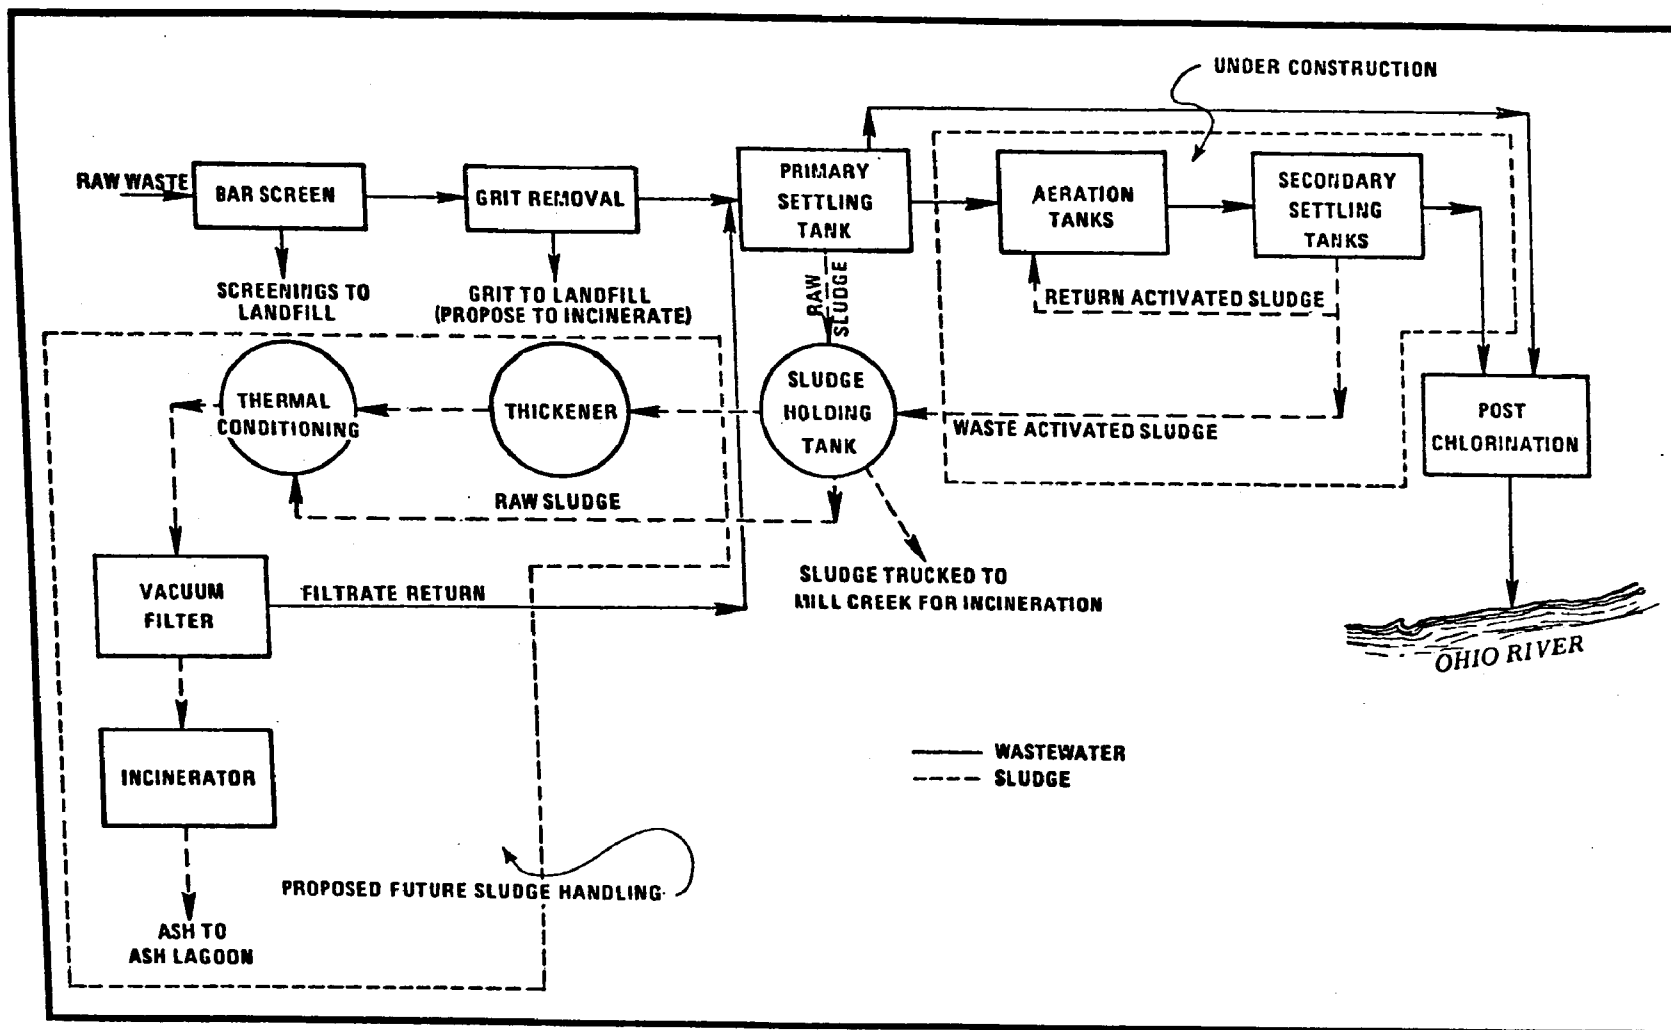 UNDER CONSTRUCTION
RAW WASTE
BAR SCREEN
GRIT REMOVAL
PRIMARY
SETTLING
TANK
AERATION
TANKS
SECONDARY
SETTLING
TANKS
SCREENINGS TO
LANDFILL
GRIT TO LANDFILL
(PROPOSE TO INCINERATE)
RAW
SLUDGE
RETURN ACTIVATED SLUDGE
THERMAL
CONDITIONING
THICKENER
SLUDGE
HOLDING
TANK
WASTE ACTIVATED SLUDGE
POST
CHLORINATION
RAW SLUDGE
VACUUM
FILTER
FILTRATE RETURN
SLUDGE TRUCKED TO
MILL CREEK FOR INCINERATION
OHIO RIVER
INCINERATOR
WASTEWATER
SLUDGE
PROPOSED FUTURE SLUDGE HANDLING
ASH TO
ASH LAGOON